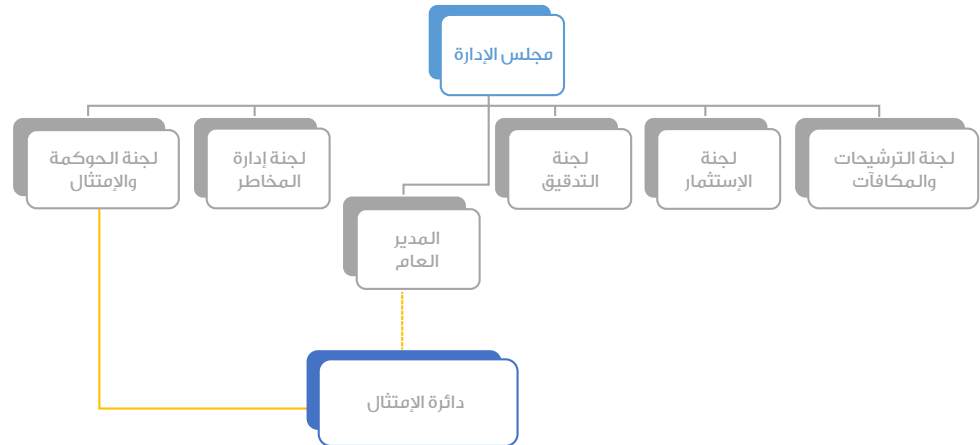 مجلس الإدارة
لجنة الترشيحات
والمكافآت
لجنة
الإستثمار
لجنة
التدقيق
لجنة إدارة
المخاطر
لجنة الحوكمة
والإمتثال
المدير
العام
دائرة الإمتثال